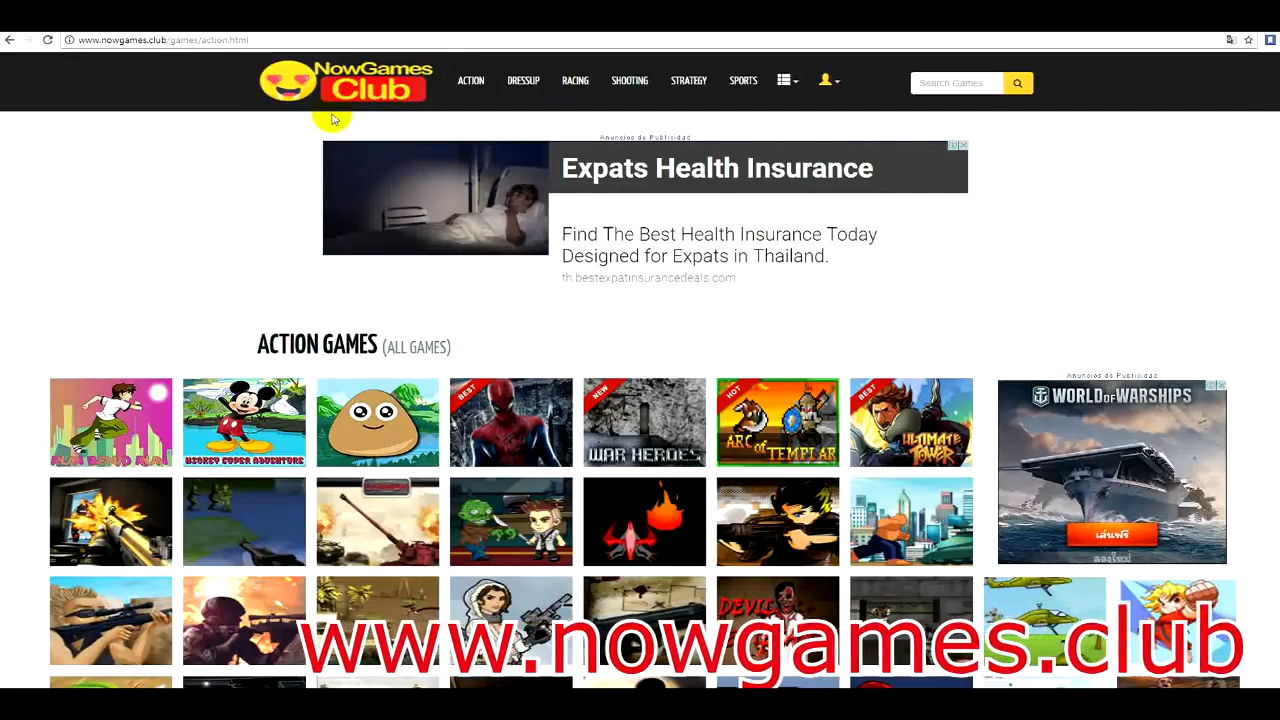 www.nowgames.club/games/action.html
NowGames
Club
ACTION
DRESSUP
RACING
SHOOTING
STRATEGY
SPORTS
Search Games
Anuncios de Publicidad
Expats Health Insurance
Find The Best Health Insurance Today
Designed for Expats in Thailand.
th.bestexpatinsurancedeals.com
ACTION GAMES (ALL GAMES)
Anuncios de Publicidad
MICKEY SUPER ADVENTURE
BEST
NEW
WAR HEROES
HOT
ARC of TEMPLAR
BEST
ULTIMATE
TOWER
WORLD OF WARSHIPS
เล่นฟรี
DEVIL
www.nowgames.club